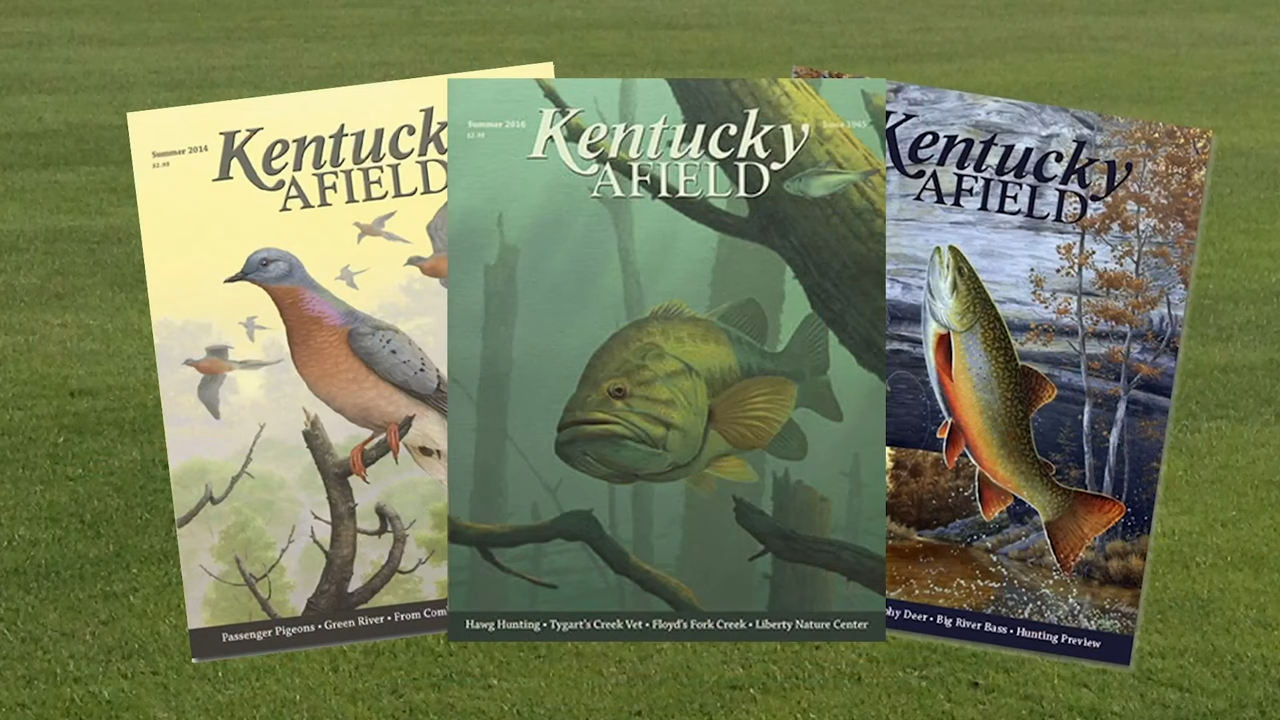 Summer 2014
$2.95
Kentuck
AFIELD
Passenger Pigeons • Green River • From Com
Summer 2016
$2.95
Kentucky
AFIELD
Since 1945
Hawg Hunting • Tygart's Creek Vet • Floyd's Fork Creek • Liberty Nature Center
Kentucky
AFIELD
phy Deer • Big River Bass • Hunting Preview